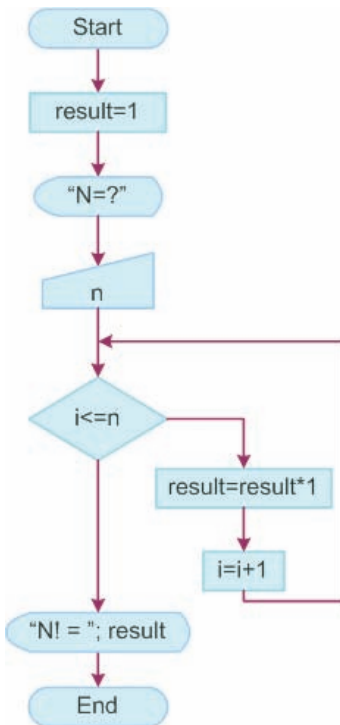 Start
result=1
“N=?”
n
i<=n
result=result*1
i=i+1
“N! = ”; result
End